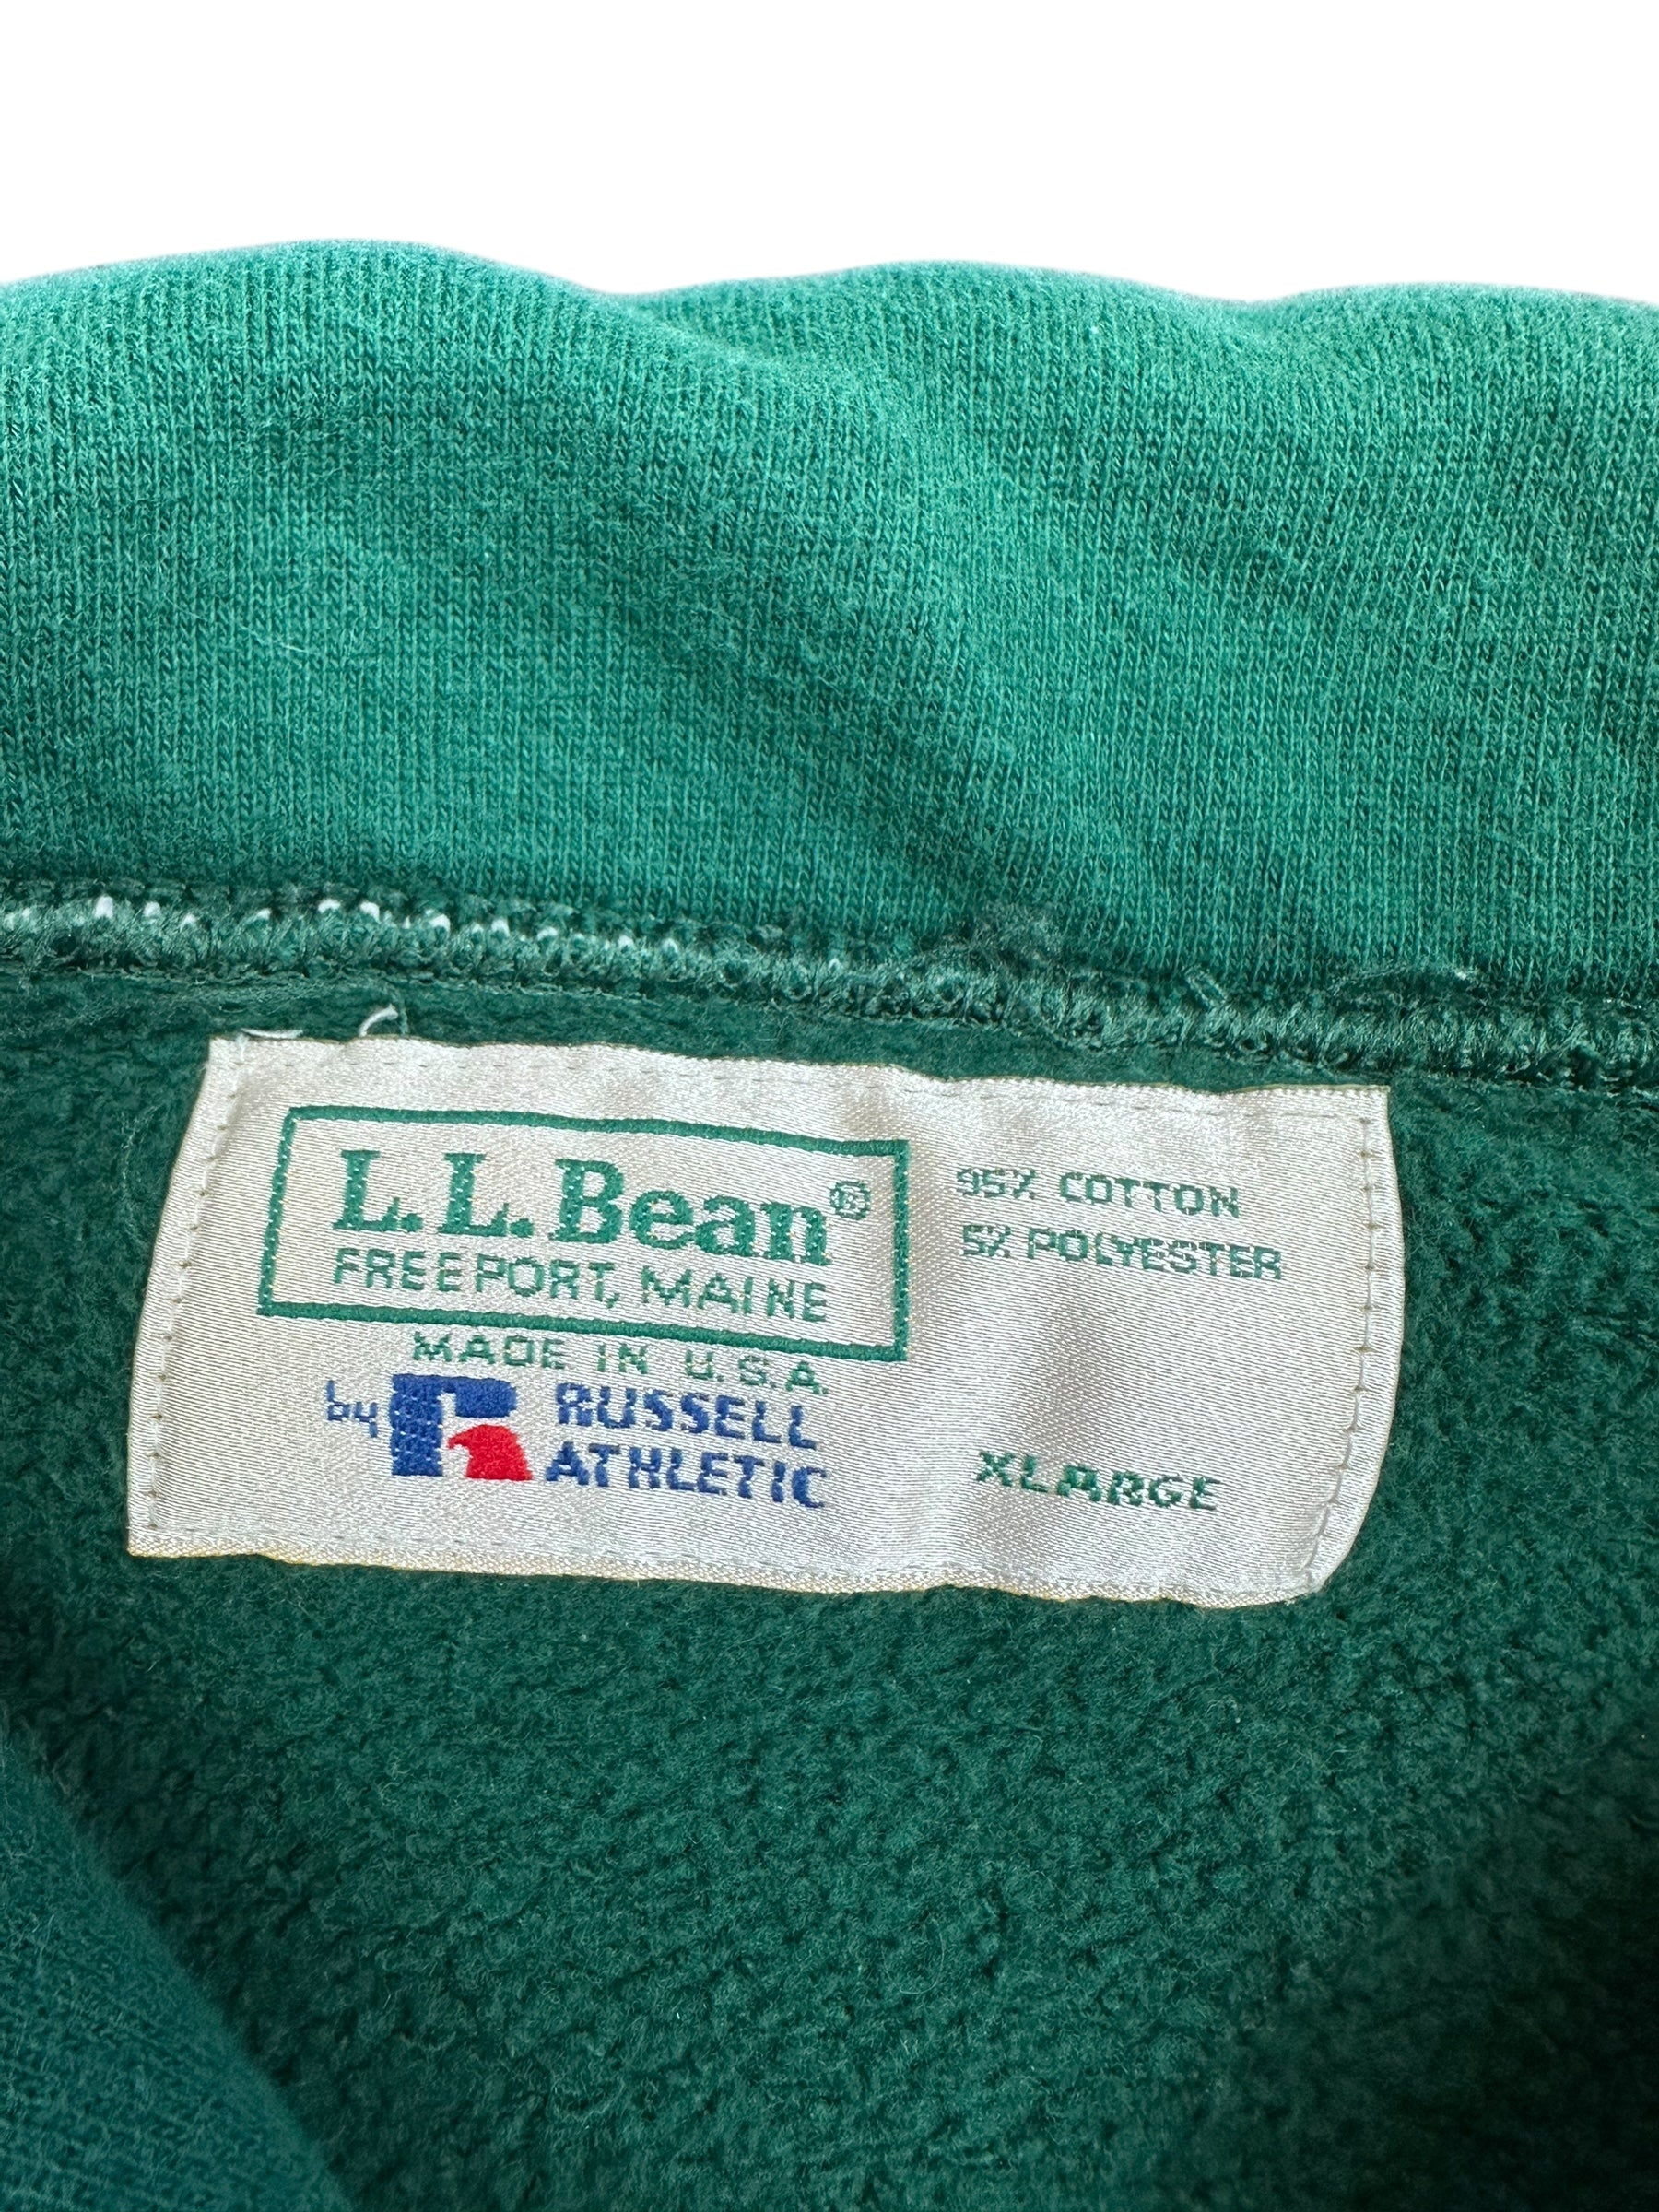 L.L.Bean®
FREEPORT, MAINE
MADE IN U.S.A.
by RUSSELL
ATHLETIC
95% COTTON
5% POLYESTER
XLARGE